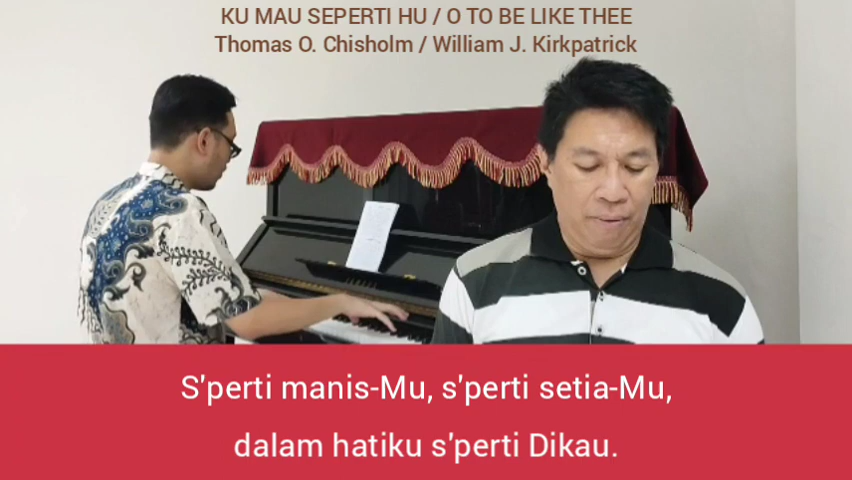 KU MAU SEPERTI HU / O TO BE LIKE THEE
Thomas O. Chisholm / William J. Kirkpatrick
S'perti manis-Mu, s'perti setia-Mu,
dalam hatiku s'perti Dikau.